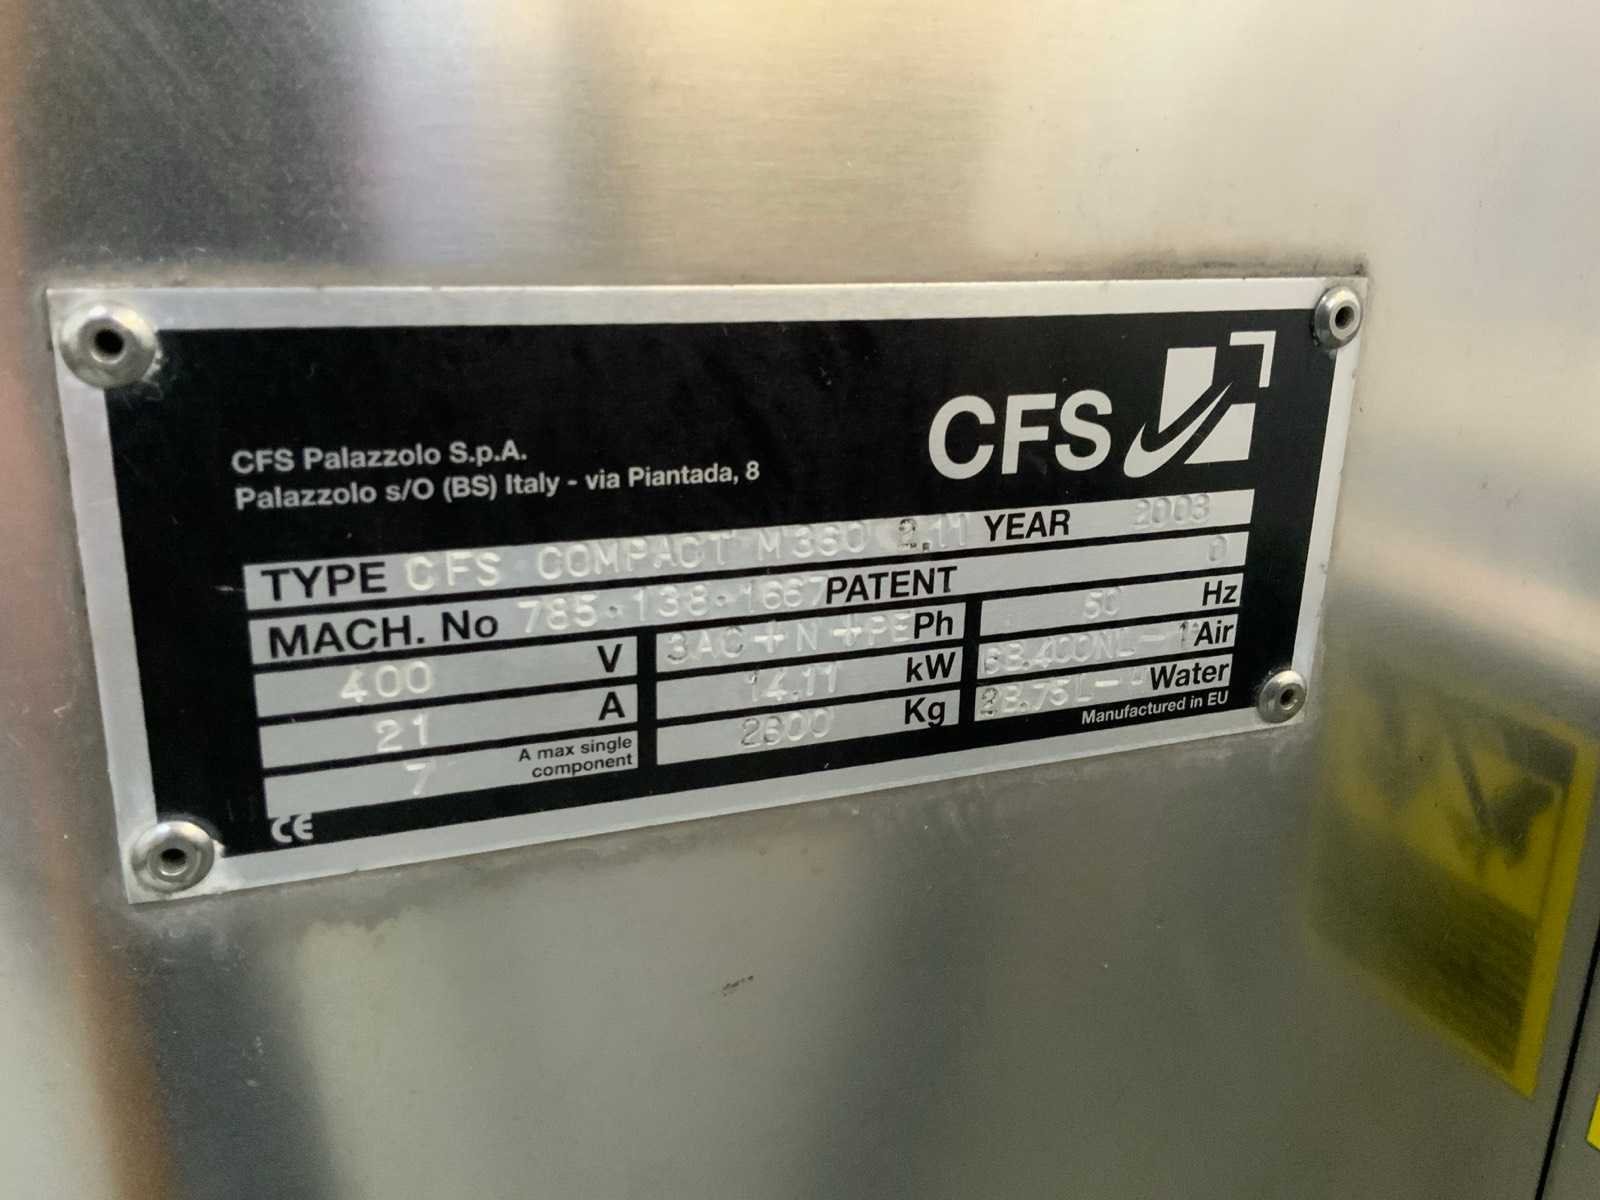 CFS
CFS Palazzolo S.p.A.
Palazzolo s/O (BS) Italy - via Piantada, 8
TYPE CFS COMPACT M360 2.11 YEAR 2003
MACH. No 785-138-1667 PATENT 0
400 V 3AC+N+PE Ph 50 Hz
21 A 14.11 kW Air
7 A max single component 2600 Kg Water
Manufactured in EU
CE